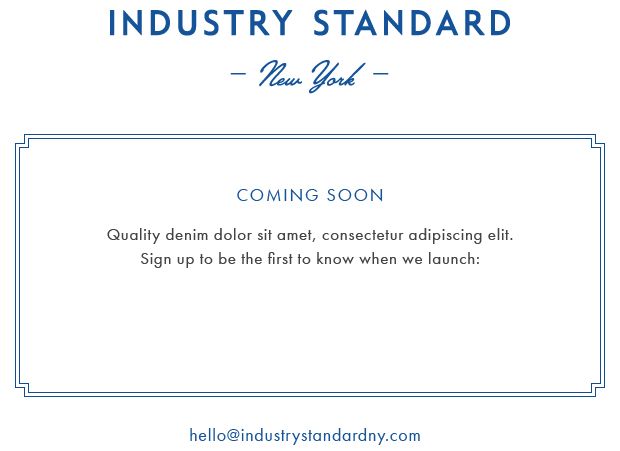 INDUSTRY STANDARD
– New York –
COMING SOON
Quality denim dolor sit amet, consectetur adipiscing elit.
Sign up to be the first to know when we launch:
hello@industrystandardny.com